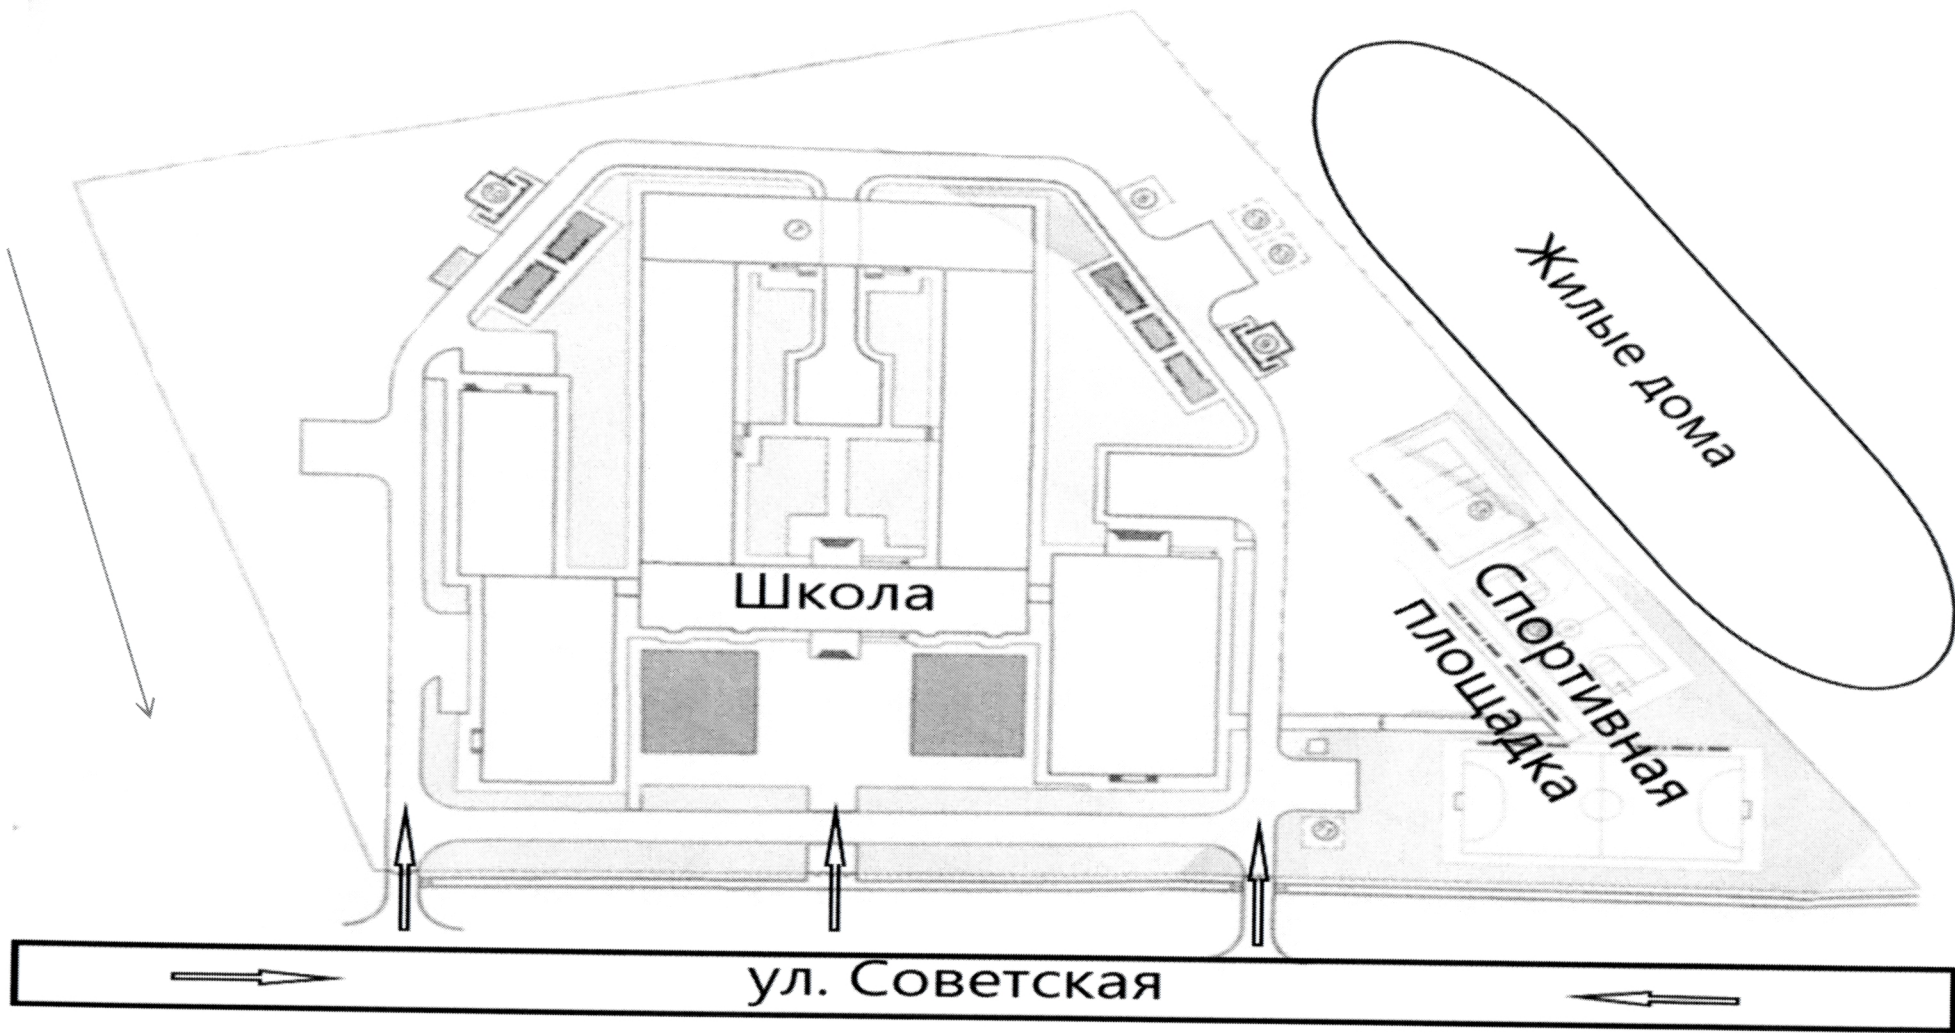 Жилые дома
Школа
Спортивная
площадка
ул. Советская